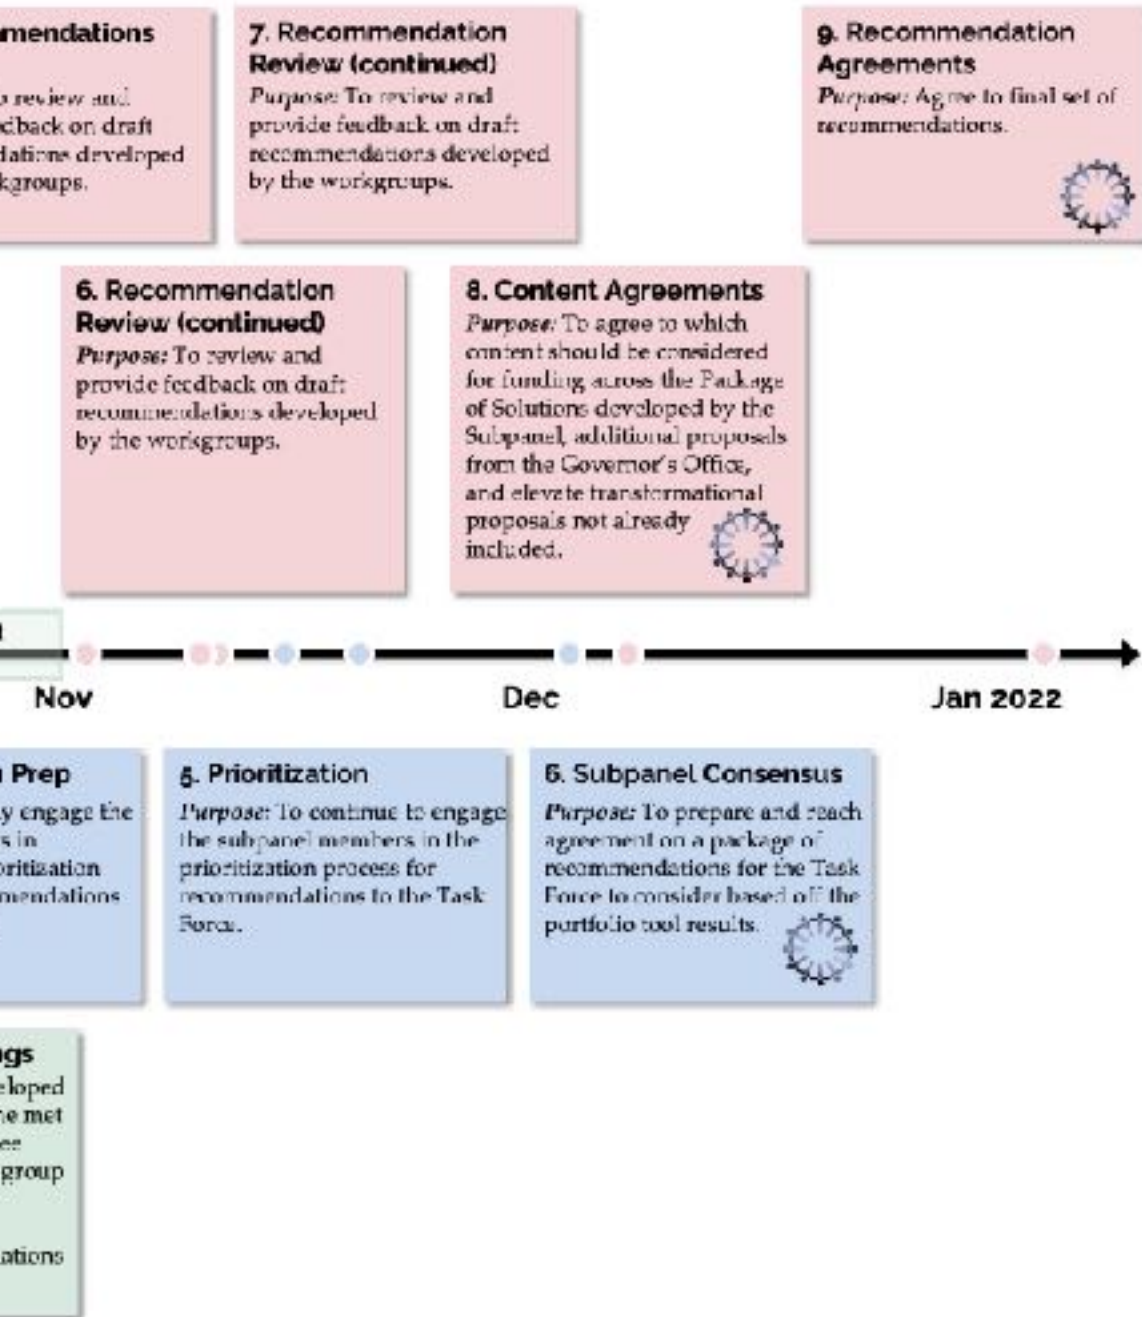 mmendations
review and
dback on draft
dations developed
kgroups.
7. Recommendation
Review (continued)
Purpose: To review and
provide feedback on draft
recommendations developed
by the workgroups.
9. Recommendation
Agreements
Purpose: Agree to final set of
recommendations.
6. Recommendation
Review (continued)
Purpose: To review and
provide feedback on draft
recommendations developed
by the workgroups.
8. Content Agreements
Purpose: To agree to which
content should be considered
for funding across the Package
of Solutions developed by the
Subpanel, additional proposals
from the Governor's Office,
and elevate transformational
proposals not already
included.
Nov
Dec
Jan 2022
Prep
y engage the
s in
oritization
mendations
5. Prioritization
Purpose: To continue to engage
the subpanel members in the
prioritization process for
recommendations to the Task
Force.
6. Subpanel Consensus
Purpose: To prepare and reach
agreement on a package of
recommendations for the Task
Force to consider based off the
portfolio tool results.
ngs
eloped
ne met
ee
group
ations